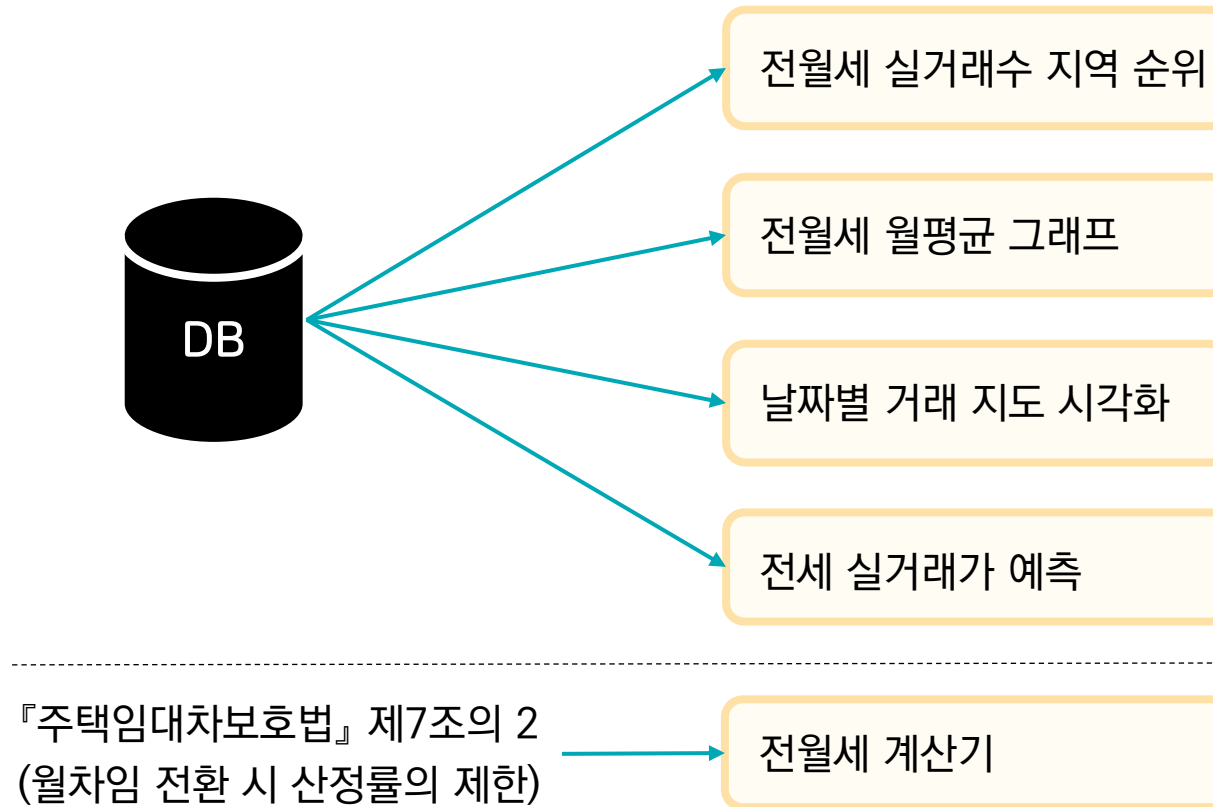 전월세 실거래수 지역 순위
전월세 월평균 그래프
DB
날짜별 거래 지도 시각화
전세 실거래가 예측
『주택임대차보호법』 제7조의 2
(월차임 전환 시 산정률의 제한)
전월세 계산기